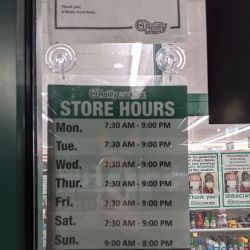 Thank you
O'Reilly Auto Parts
O'Reilly
AUTO PARTS
O'Reilly AUTO PARTS
STORE HOURS
Mon. 7:30 AM - 9:00 PM
Tue. 7:30 AM - 9:00 PM
Wed. 7:30 AM - 9:00 PM
Thur. 7:30 AM - 9:00 PM
Fri. 7:30 AM - 9:00 PM
Sat. 7:30 AM - 9:00 PM
Sun. 9:00 AM - 8:00 PM
Thank you!
¡GRACIAS!